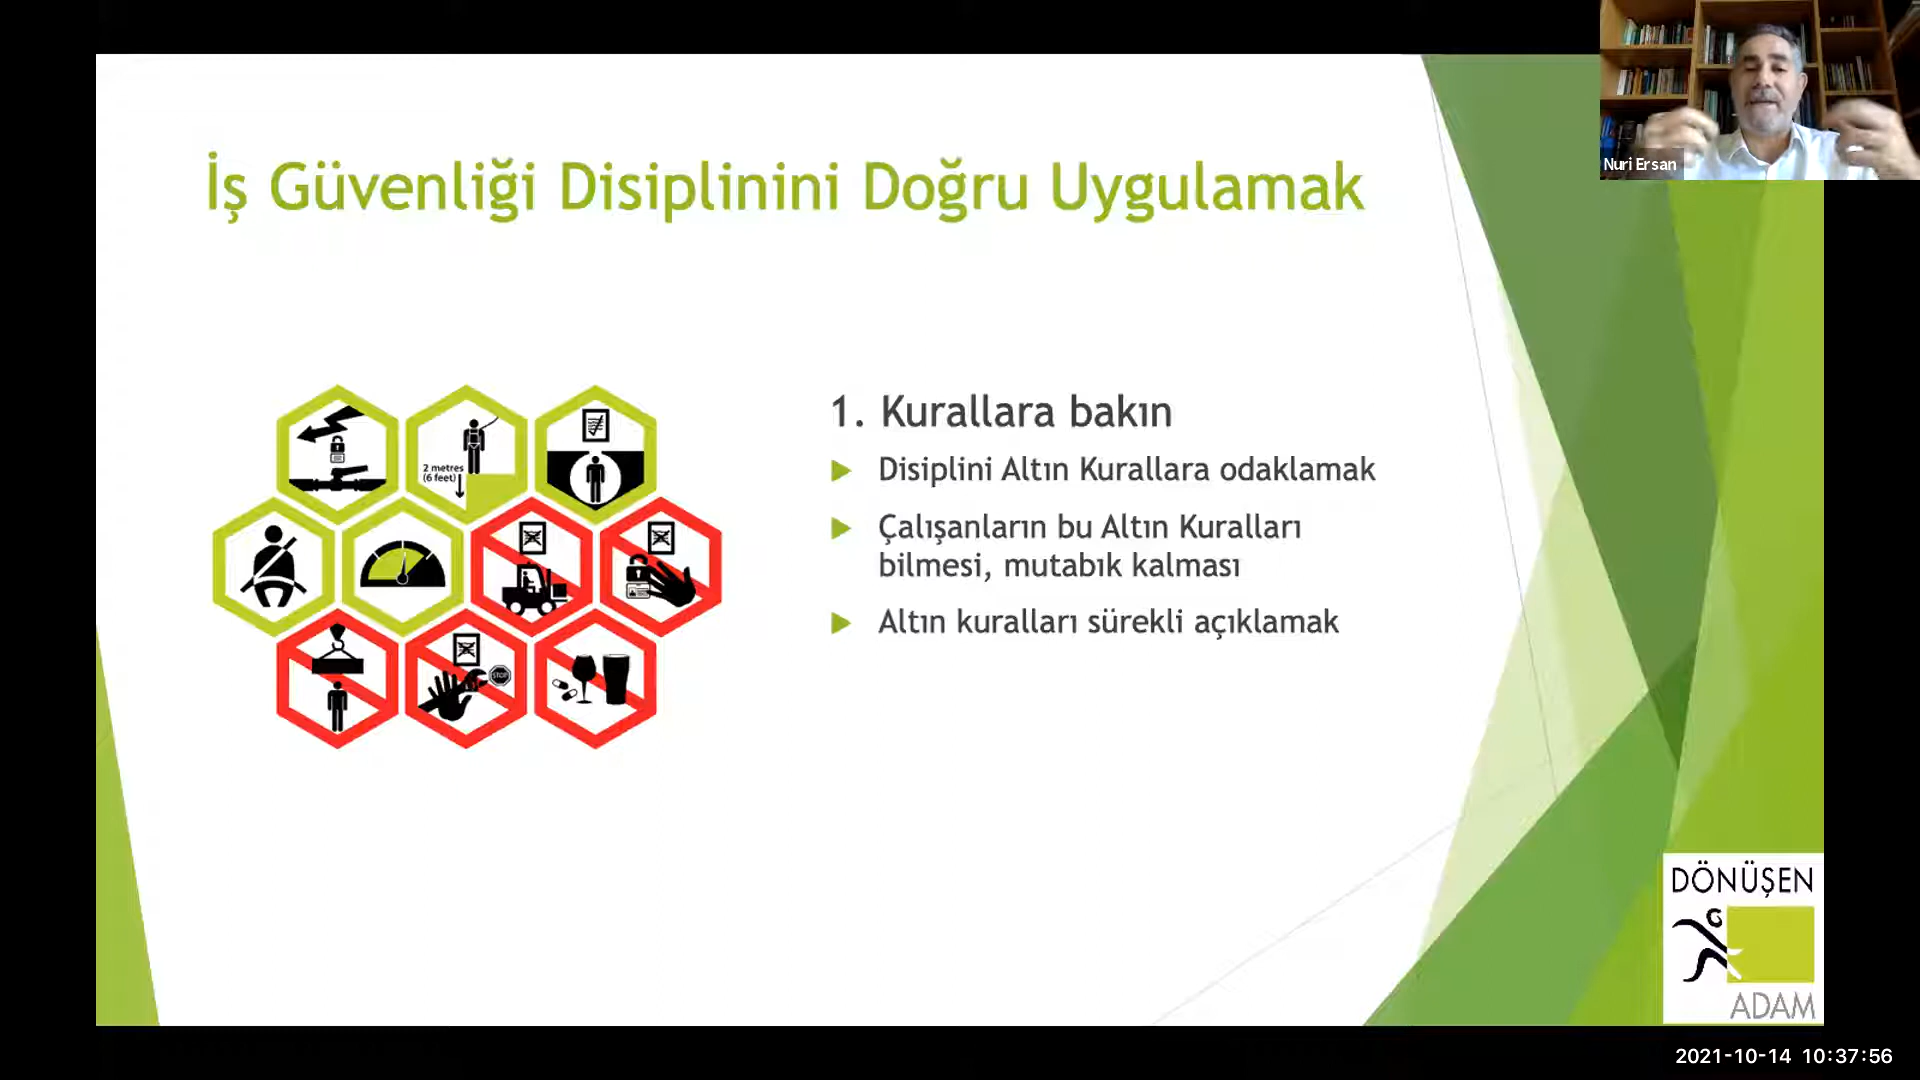 Nuri Ersan
İş Güvenliği Disiplinini Doğru Uygulamak
2 metres
(6 feet)
STOP
1. Kurallara bakın
Disiplini Altın Kurallara odaklamak
Çalışanların bu Altın Kuralları
bilmesi, mutabık kalması
Altın kuralları sürekli açıklamak
DÖNÜŞEN
ADAM
2021-10-14 10:37:56